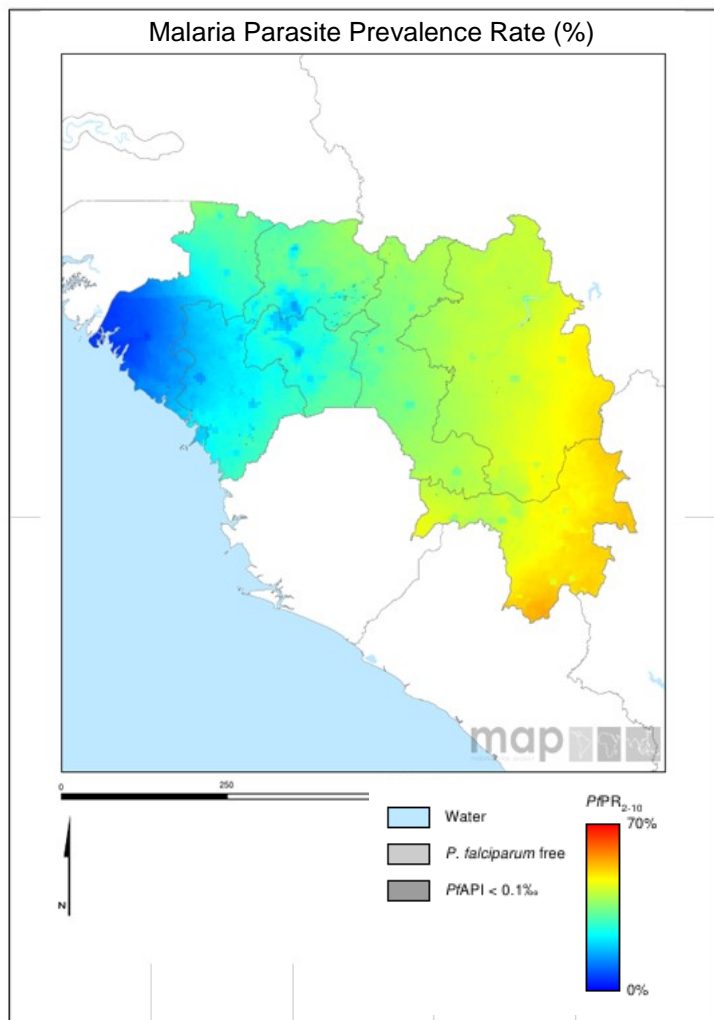 Malaria Parasite Prevalence Rate (%)
map
0 250
PfPR2-10
Water
70%
P. falciparum free
PfAPI < 0.1‰
N
0%